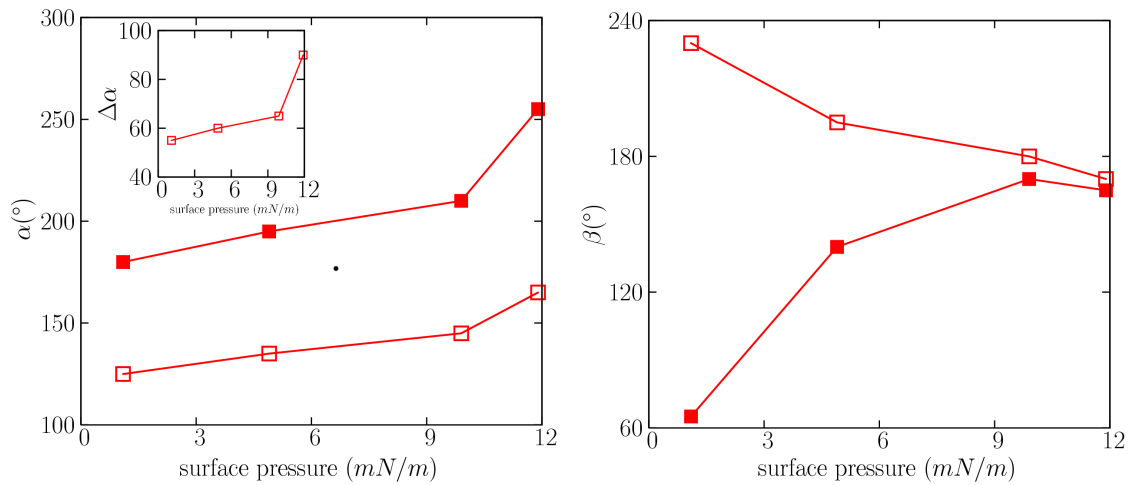 300
250
200
150
100
α(°)
0 3 6 9 12
surface pressure (mN/m)
100
80
60
40
Δα
0 3 6 9 12
surface pressure (mN/m)
240
180
120
60
β(°)
0 3 6 9 12
surface pressure (mN/m)